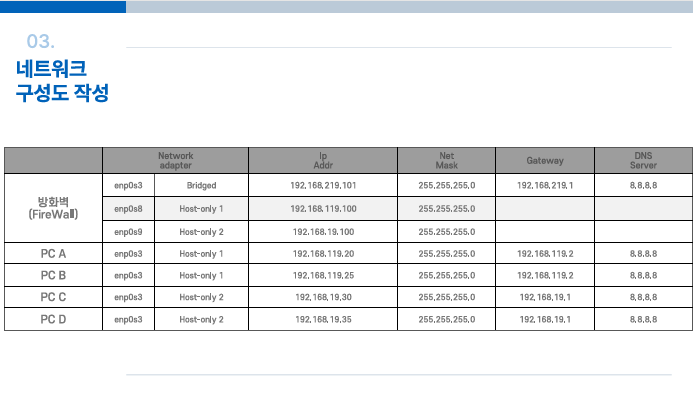 03.
네트워크
구성도 작성
Network adapter Ip Addr Net Mask Gateway DNS Server
방화벽 (FireWall) enp0s3 Bridged 192.168.219.101 255.255.255.0 192.168.219.1 8.8.8.8
enp0s8 Host-only 1 192.168.119.100 255.255.255.0
enp0s9 Host-only 2 192.168.19.100 255.255.255.0
PC A enp0s3 Host-only 1 192.168.119.20 255.255.255.0 192.168.119.2 8.8.8.8
PC B enp0s3 Host-only 1 192.168.119.25 255.255.255.0 192.168.119.2 8.8.8.8
PC C enp0s3 Host-only 2 192.168.19.30 255.255.255.0 192.168.19.1 8.8.8.8
PC D enp0s3 Host-only 2 192.168.19.35 255.255.255.0 192.168.19.1 8.8.8.8